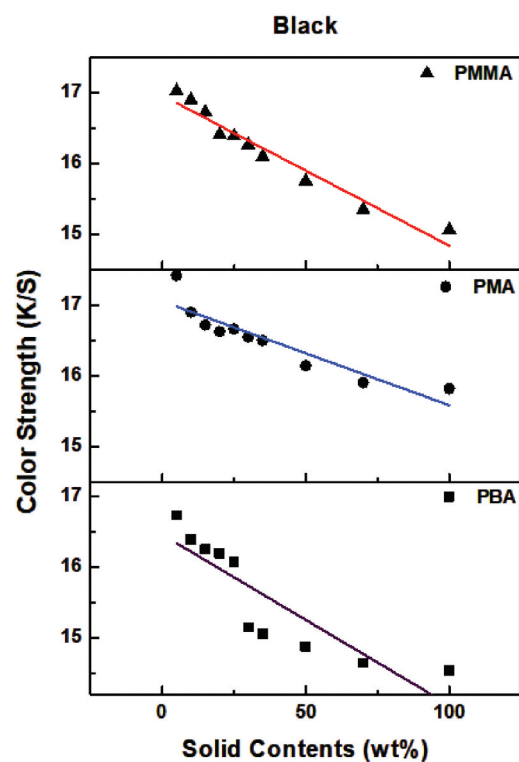 Black
PMMA
17
16
15
PMA
17
16
15
PBA
17
16
15
Color Strength (K/S)
0
50
100
Solid Contents (wt%)